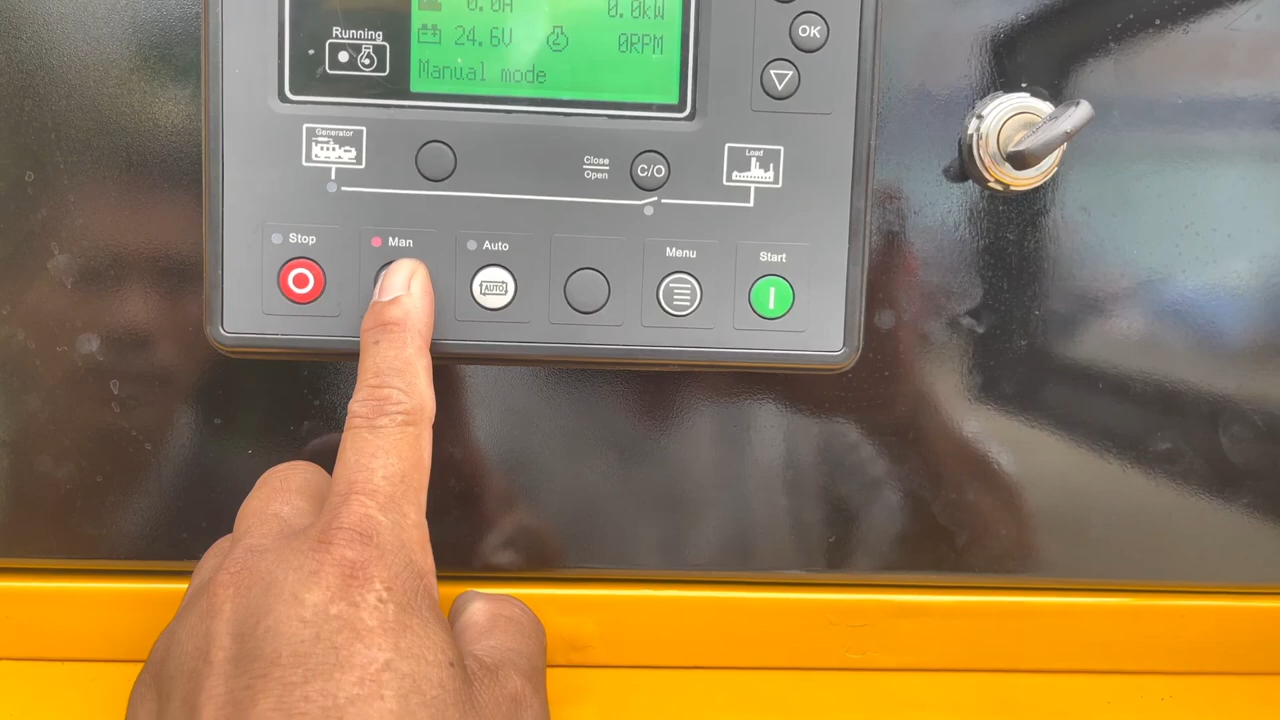 0.0A 0.0kW
24.6V 0RPM
Manual mode
Running
OK
Generator
Close
Open
C/O
Load
Stop
Man
Auto
AUTO
Menu
Start